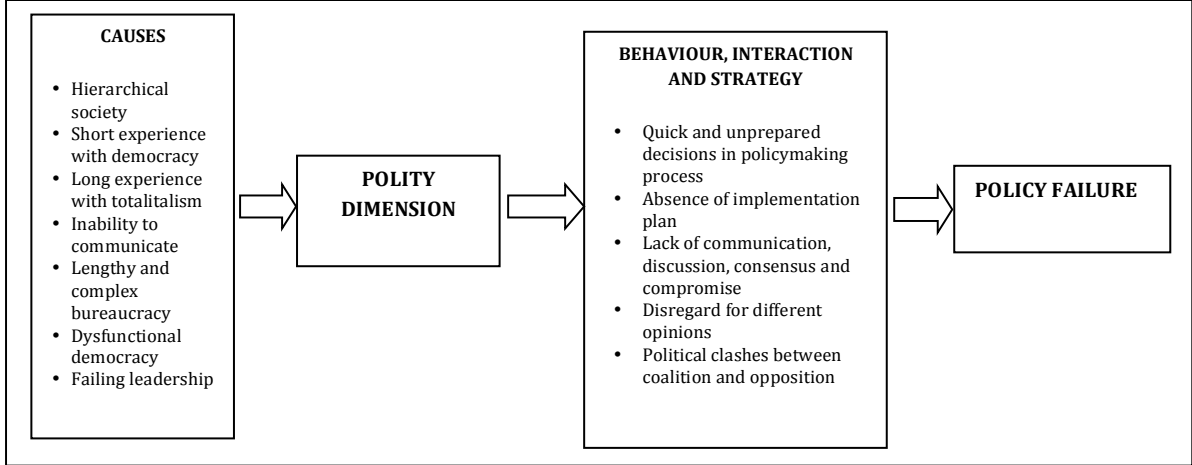 CAUSES
• Hierarchical
society
• Short experience
with democracy
• Long experience
with totalitalism
• Inability to
communicate
• Lengthy and
complex
bureaucracy
• Dysfunctional
democracy
• Failing leadership
POLITY
DIMENSION
BEHAVIOUR, INTERACTION
AND STRATEGY
• Quick and unprepared
decisions in policymaking
process
• Absence of implementation
plan
• Lack of communication,
discussion, consensus and
compromise
• Disregard for different
opinions
• Political clashes between
coalition and opposition
POLICY FAILURE